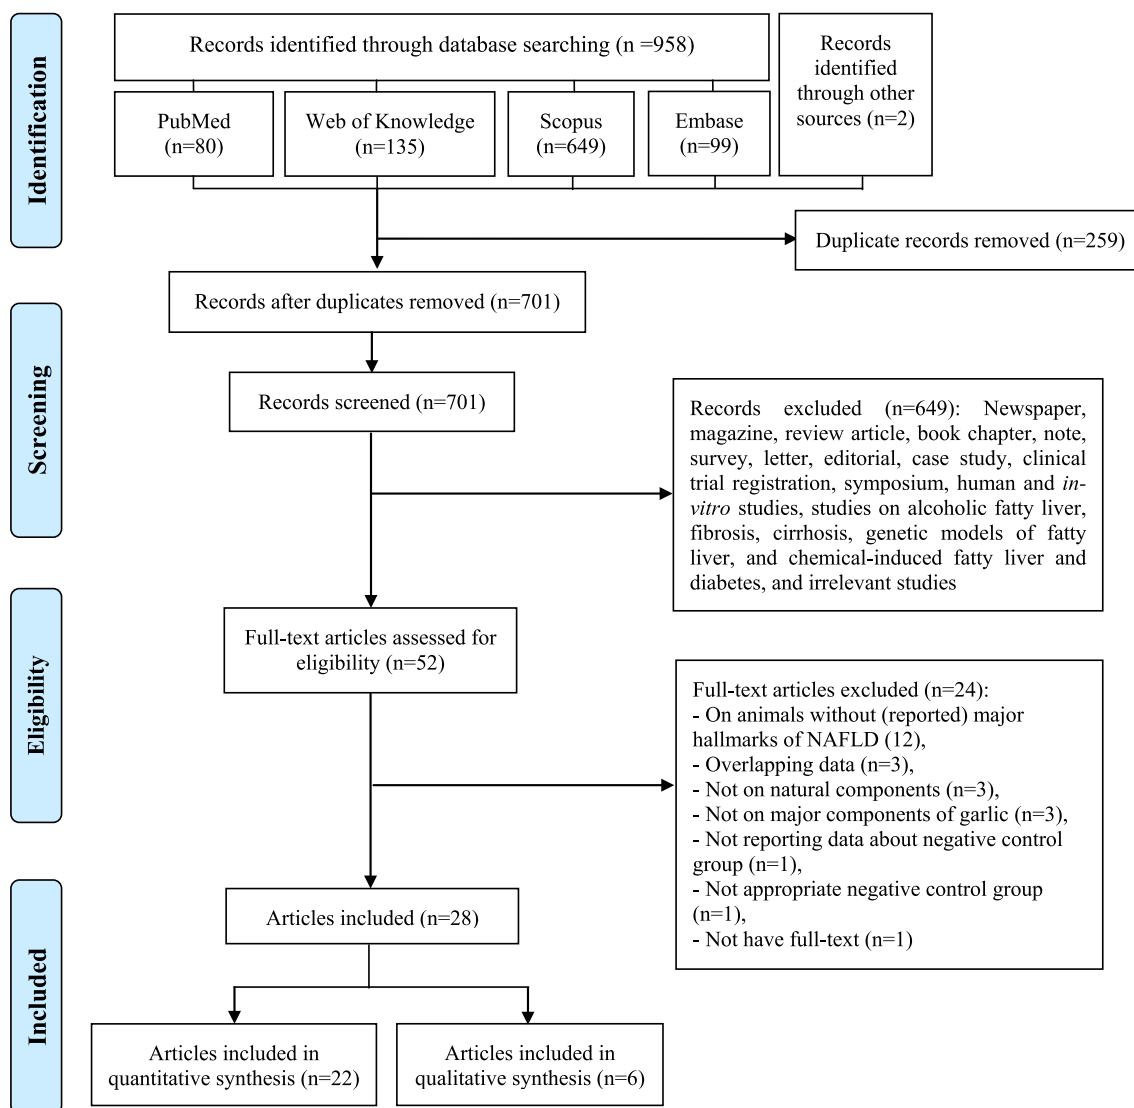 Identification
Records identified through database searching (n =958)
Records
identified
through other
sources (n=2)
PubMed
(n=80)
Web of Knowledge
(n=135)
Scopus
(n=649)
Embase
(n=99)
Duplicate records removed (n=259)
Records after duplicates removed (n=701)
Screening
Records screened (n=701)
Records excluded (n=649): Newspaper,
magazine, review article, book chapter, note,
survey, letter, editorial, case study, clinical
trial registration, symposium, human and in-
vitro studies, studies on alcoholic fatty liver,
fibrosis, cirrhosis, genetic models of fatty
liver, and chemical-induced fatty liver and
diabetes, and irrelevant studies
Eligibility
Full-text articles assessed for
eligibility (n=52)
Full-text articles excluded (n=24):
- On animals without (reported) major
hallmarks of NAFLD (12),
- Overlapping data (n=3),
- Not on natural components (n=3),
- Not on major components of garlic (n=3),
- Not reporting data about negative control
group (n=1),
- Not appropriate negative control group
(n=1),
- Not have full-text (n=1)
Included
Articles included (n=28)
Articles included in
quantitative synthesis (n=22)
Articles included in
qualitative synthesis (n=6)